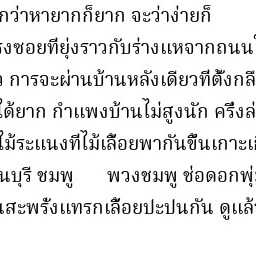 กว่าหายากก็ยาก จะว่าง่ายก็
รงซอยที่ยุ่งราวกับร่างแหจากถนน
การจะผ่านบ้านหลังเดียวที่ตั้งกลี
ได้ยาก กำแพงบ้านไม่สูงนัก ครึ่งล่
ไม้ระแนงที่ไม้เลื้อยพากันขึ้นเกาะเ
นบุรี ชมพู พวงชมพู ช่อดอกพุ่
สะพรั่งแทรกเลื้อยปะปนกัน ดูแล้